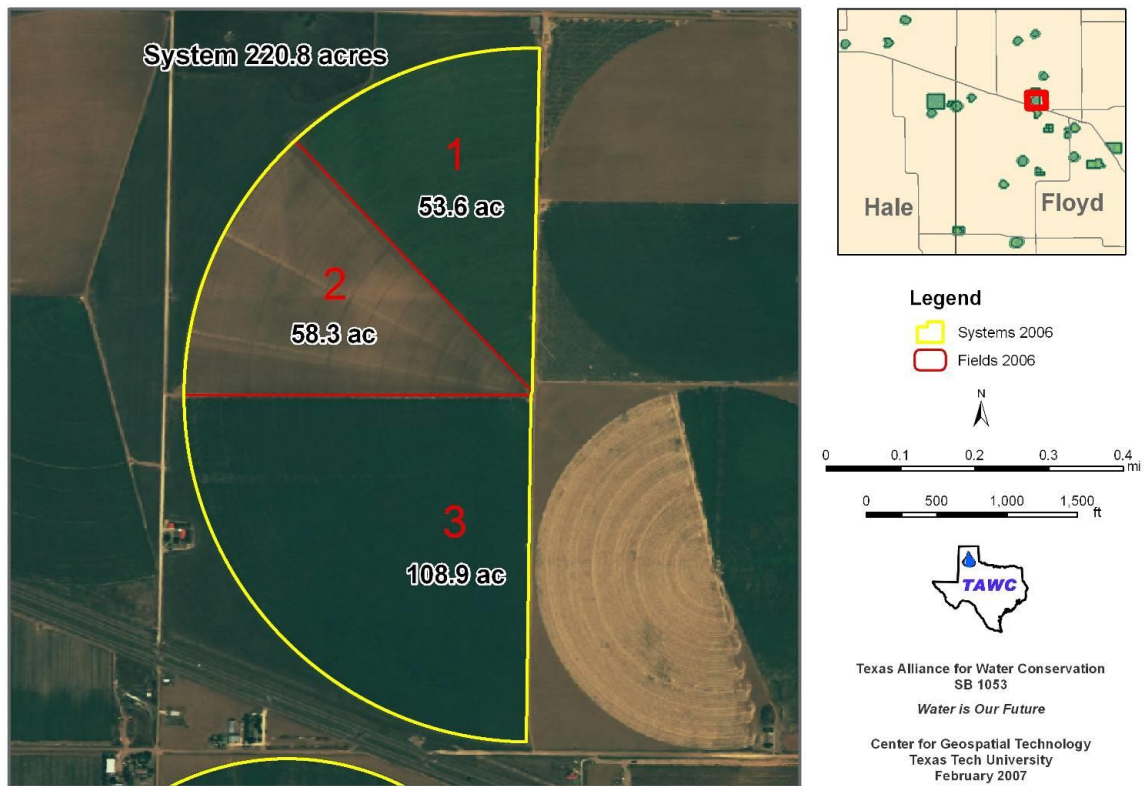 System 220.8 acres
1
53.6 ac
2
58.3 ac
3
108.9 ac
Hale
Floyd
Legend
Systems 2006
Fields 2006
N
0 0.1 0.2 0.3 0.4
mi
0 500 1,000 1,500
ft
TAWC
Texas Alliance for Water Conservation
SB 1053
Water is Our Future
Center for Geospatial Technology
Texas Tech University
February 2007